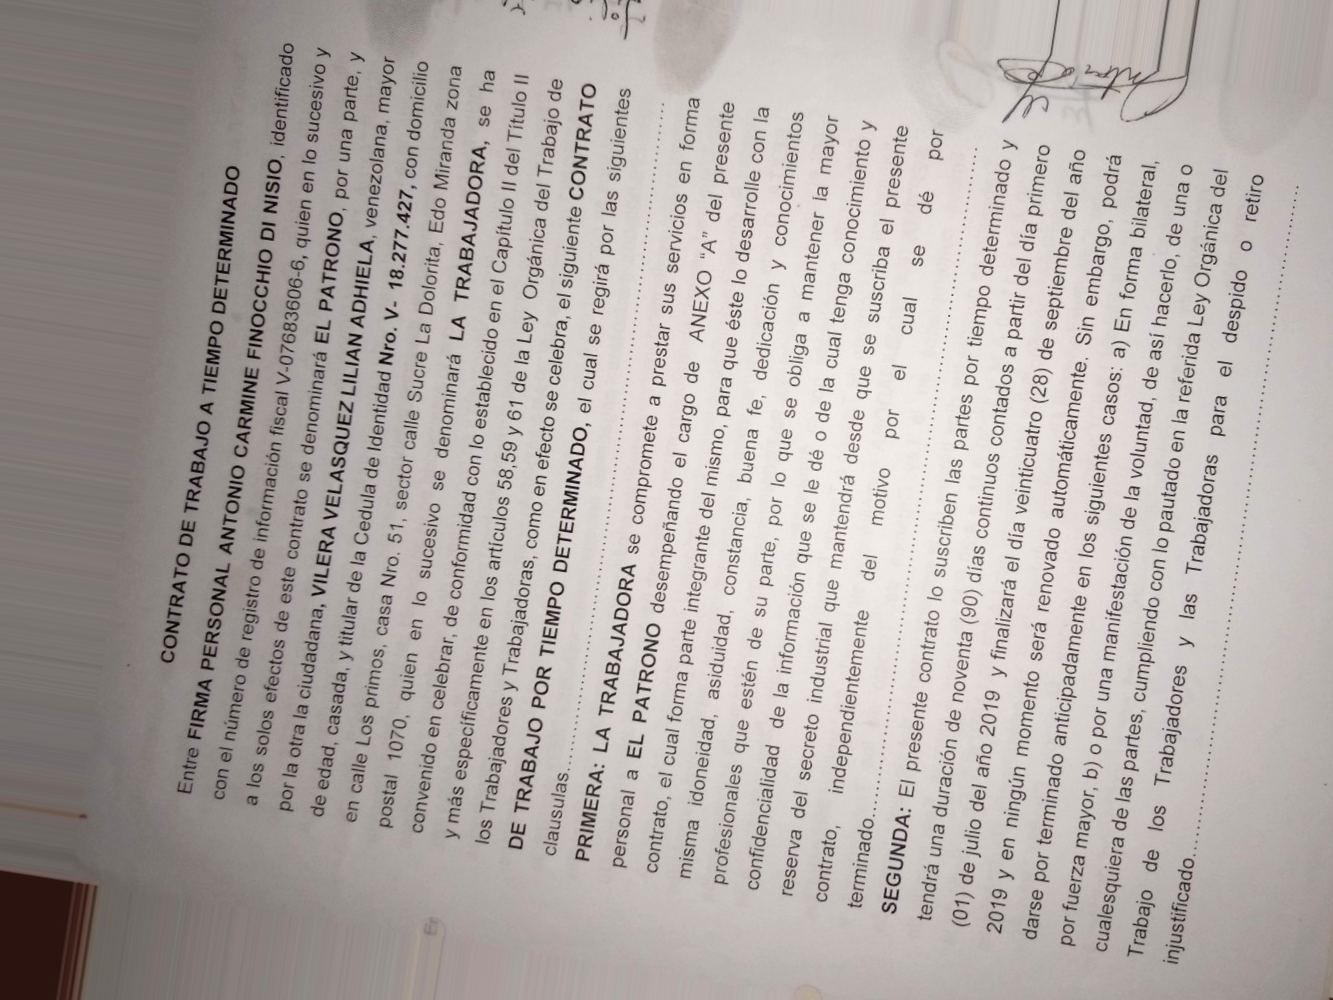 CONTRATO DE TRABAJO A TIEMPO DETERMINADO
Entre FIRMA PERSONAL ANTONIO CARMINE FINOCCHIO DI NISIO, identificado
con el número de registro de información fiscal V-07683606-6, quien en lo sucesivo y
a los solos efectos de este contrato se denominará EL PATRONO, por una parte, y
por la otra la ciudadana, VILERA VELASQUEZ LILIAN ADHIELA, venezolana, mayor
de edad, casada, y titular de la Cedula de Identidad Nro. V- 18.277.427, con domicilio
en calle Los primos, casa Nro. 51, sector calle Sucre La Dolorita, Edo Miranda zona
postal 1070, quien en lo sucesivo se denominará LA TRABAJADORA, se ha
convenido en celebrar, de conformidad con lo establecido en el Capítulo II del Titulo II
y más específicamente en los artículos 58,59 y 61 de la Ley Orgánica del Trabajo de
los Trabajadores y Trabajadoras, como en efecto se celebra, el siguiente CONTRATO
DE TRABAJO POR TIEMPO DETERMINADO, el cual se regirá por las siguientes
clausulas................................................................
PRIMERA: LA TRABAJADORA se compromete a prestar sus servicios en forma
personal a EL PATRONO desempeñando el cargo de ANEXO “A” del presente
contrato, el cual forma parte integrante del mismo, para que éste lo desarrolle con la
misma idoneidad, asiduidad, constancia, buena fe, dedicación y conocimientos
profesionales que estén de su parte, por lo que se obliga a mantener la mayor
confidencialidad de la información que se le dé o de la cual tenga conocimiento y
reserva del secreto industrial que mantendrá desde que se suscriba el presente
contrato, independientemente del motivo por el cual se dé por
terminado................................................................
SEGUNDA: El presente contrato lo suscriben las partes por tiempo determinado y
tendrá una duración de noventa (90) días continuos contados a partir del día primero
(01) de julio del año 2019 y finalizará el día veinticuatro (28) de septiembre del año
2019 y en ningún momento será renovado automáticamente. Sin embargo, podrá
darse por terminado anticipadamente en los siguientes casos: a) En forma bilateral,
por fuerza mayor, b) o por una manifestación de la voluntad, de así hacerlo, de una o
cualesquiera de las partes, cumpliendo con lo pautado en la referida Ley Orgánica del
Trabajo de los Trabajadores y las Trabajadoras para el despido o retiro
injustificado................................................................